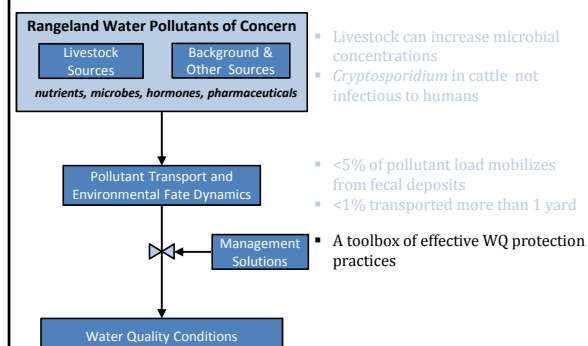 Rangeland Water Pollutants of Concern
Livestock
Sources
Background &
Other Sources
nutrients, microbes, hormones, pharmaceuticals
▪ Livestock can increase microbial
concentrations
▪ Cryptosporidium in cattle not
infectious to humans
Pollutant Transport and
Environmental Fate Dynamics
▪ <5% of pollutant load mobilizes
from fecal deposits
▪ <1% transported more than 1 yard
Management
Solutions
▪ A toolbox of effective WQ protection
practices
Water Quality Conditions